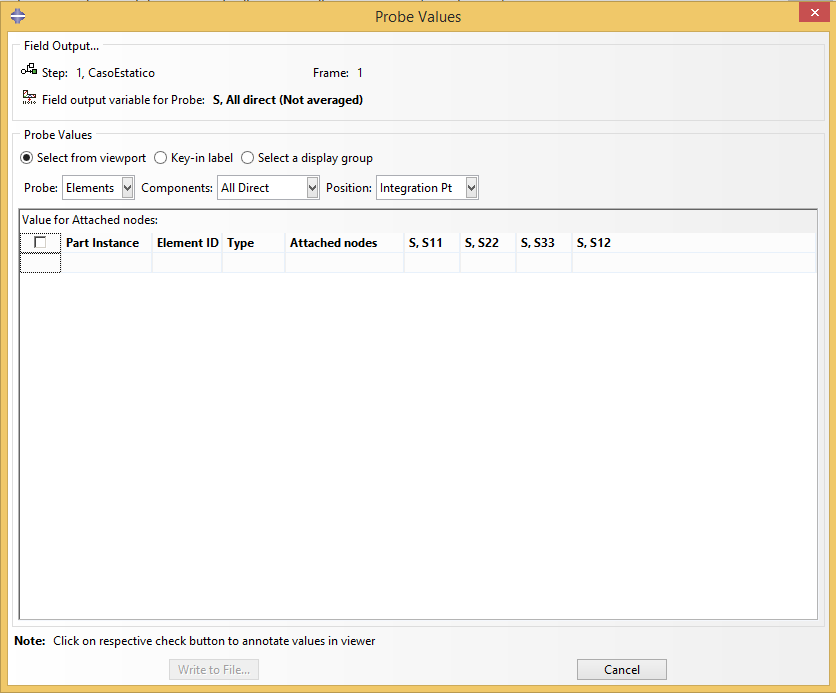 Probe Values
Field Output...
Step: 1, CasoEstatico Frame: 1
Field output variable for Probe: S, All direct (Not averaged)
Probe Values
Select from viewport Key-in label Select a display group
Probe: Elements Components: All Direct Position: Integration Pt
Value for Attached nodes:
Part Instance Element ID Type Attached nodes S, S11 S, S22 S, S33 S, S12
Note: Click on respective check button to annotate values in viewer
Write to File... Cancel